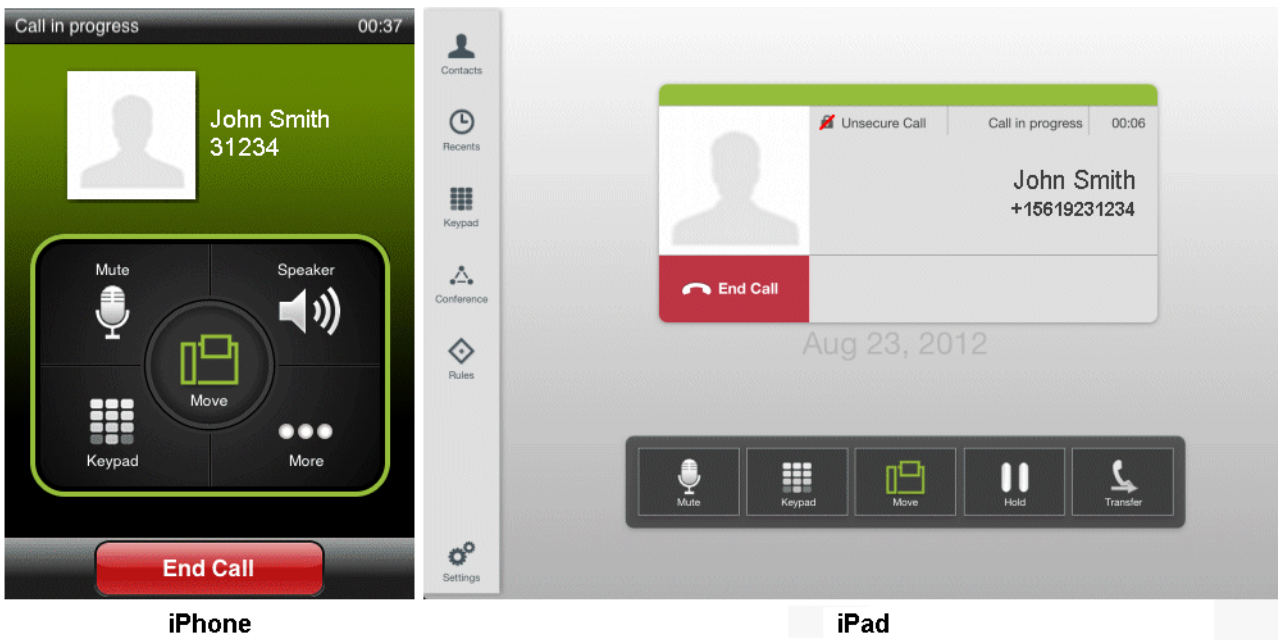 Call in progress 00:37
John Smith
31234
Mute Speaker
Move
Keypad More
End Call
iPhone
Contacts
Recents
Keypad
Conference
Rules
Settings
Unsecure Call Call in progress 00:06
John Smith
+15619231234
End Call
Aug 23, 2012
Mute Keypad Move Hold Transfer
iPad